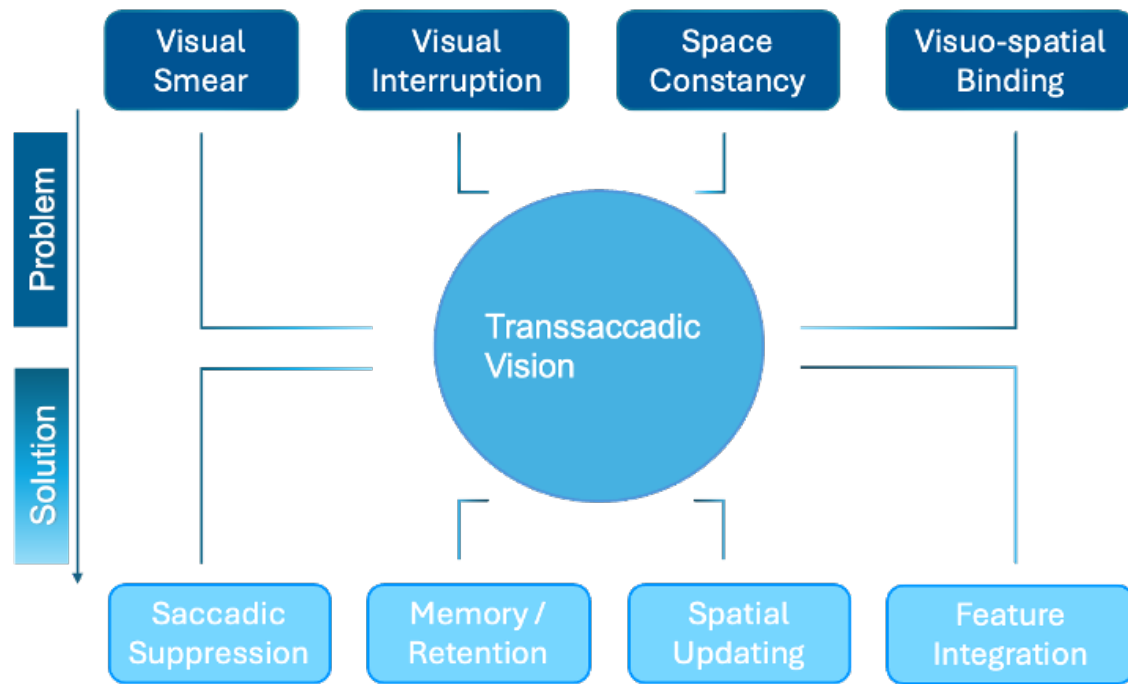 Visual
Smear
Visual
Interruption
Space
Constancy
Visuo-spatial
Binding
Problem
Transsaccadic
Vision
Solution
Saccadic
Suppression
Memory /
Retention
Spatial
Updating
Feature
Integration